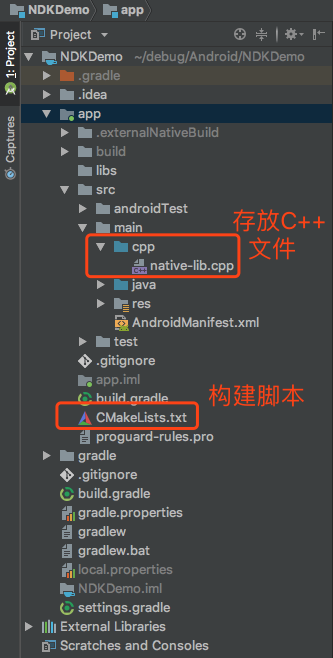 NDKDemo
app
1: Project
Captures
Project
NDKDemo ~/debug/Android/NDKDemo
.gradle
.idea
app
.externalNativeBuild
build
libs
src
androidTest
main
cpp
native-lib.cpp
存放C++
文件
java
res
AndroidManifest.xml
test
.gitignore
app.iml
build.gradle
构建脚本
CMakeLists.txt
proguard-rules.pro
gradle
.gitignore
build.gradle
gradle.properties
gradlew
gradlew.bat
local.properties
NDKDemo.iml
settings.gradle
External Libraries
Scratches and Consoles